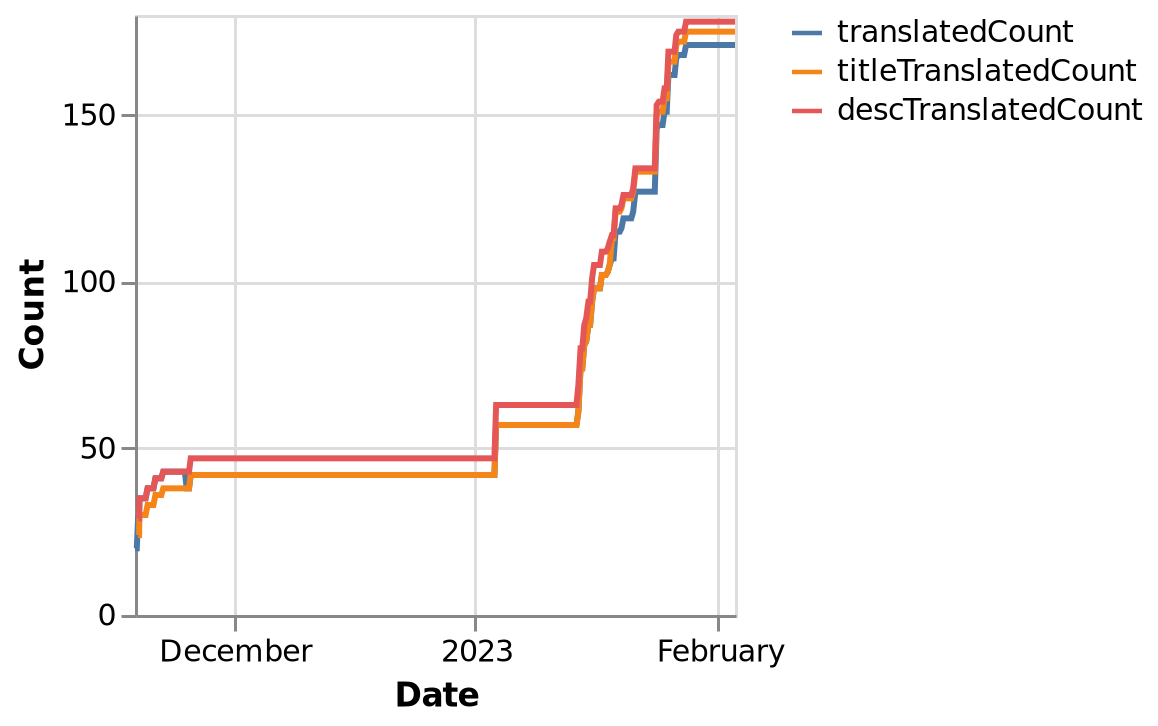 translatedCount
titleTranslatedCount
descTranslatedCount
150
100
50
0
Count
December
2023
February
Date